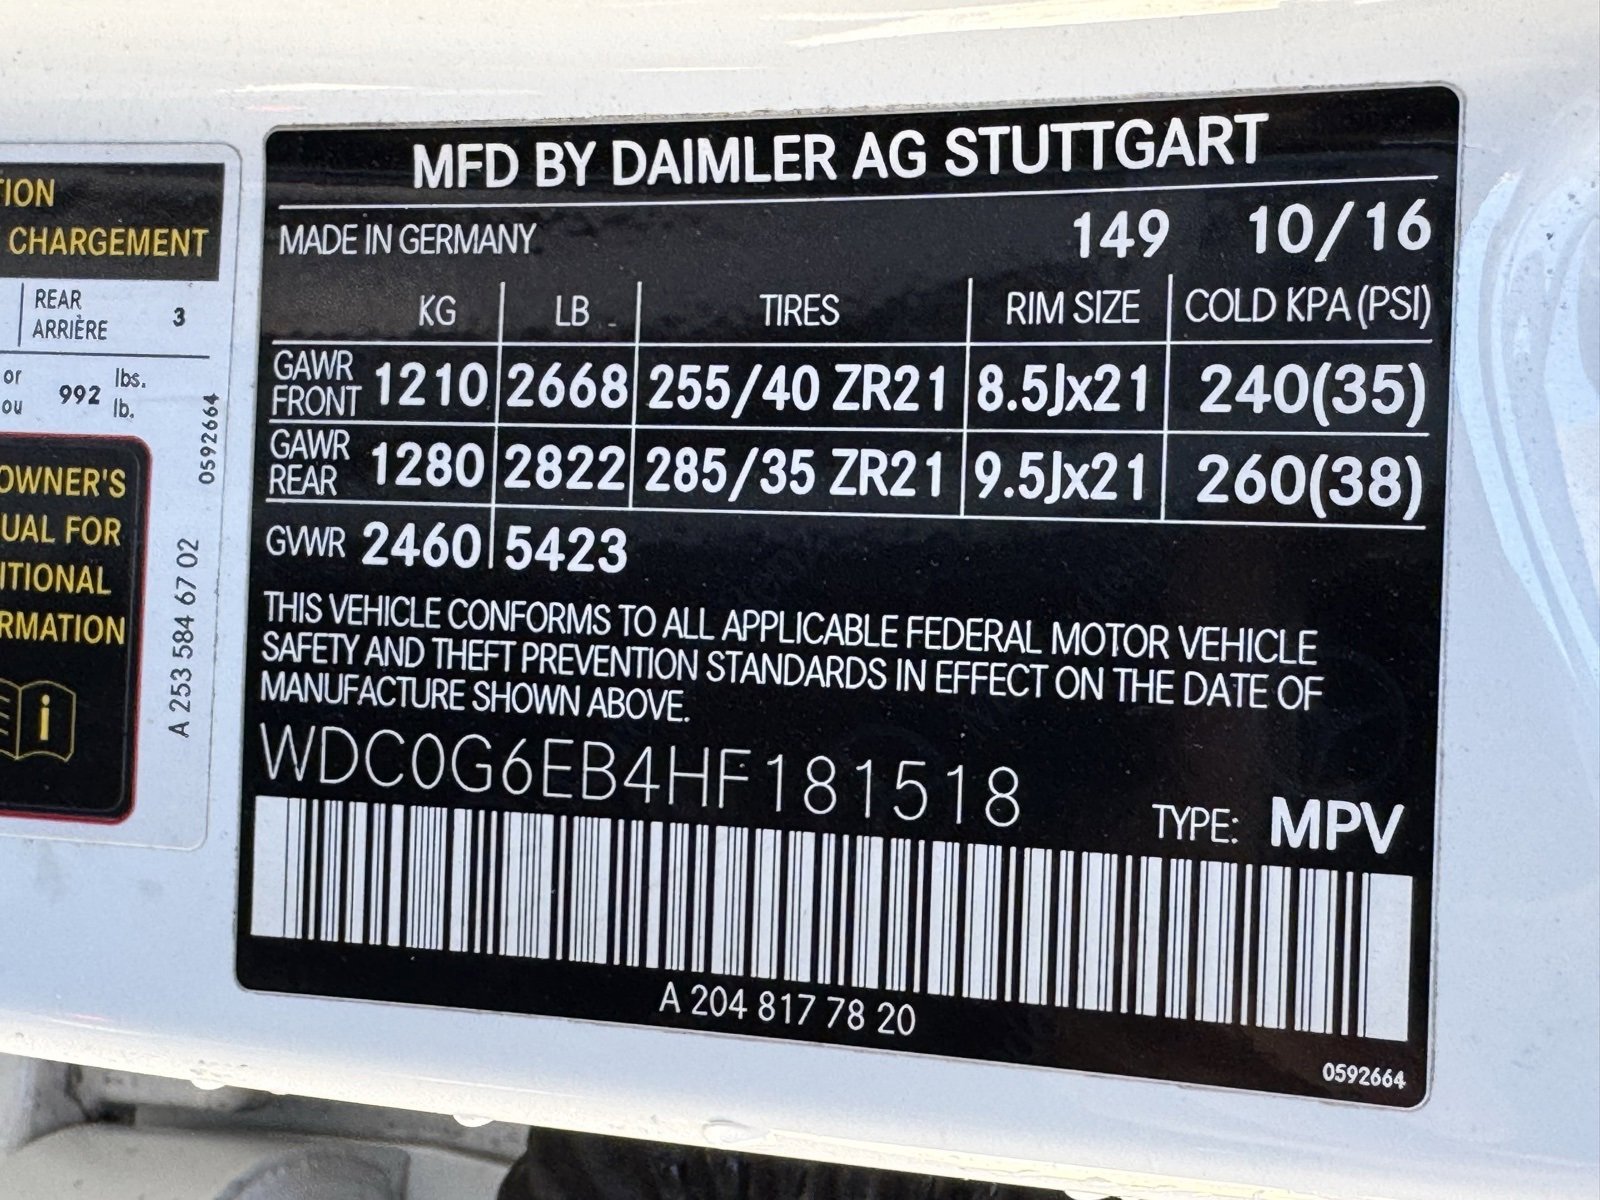 TION
CHARGEMENT
REAR
ARRIÈRE 3
or 992 lbs.
ou lb.
0592664
OWNER'S
UAL FOR
ITIONAL
RMATION
i
A 253 584 67 02
MFD BY DAIMLER AG STUTTGART
MADE IN GERMANY 149 10/16
KG LB TIRES RIM SIZE COLD KPA (PSI)
GAWR FRONT 1210 2668 255/40 ZR21 8.5Jx21 240(35)
GAWR REAR 1280 2822 285/35 ZR21 9.5Jx21 260(38)
GVWR 2460 5423
THIS VEHICLE CONFORMS TO ALL APPLICABLE FEDERAL MOTOR VEHICLE
SAFETY AND THEFT PREVENTION STANDARDS IN EFFECT ON THE DATE OF
MANUFACTURE SHOWN ABOVE.
WDC0G6EB4HF181518
TYPE: MPV
A 204 817 78 20
0592664